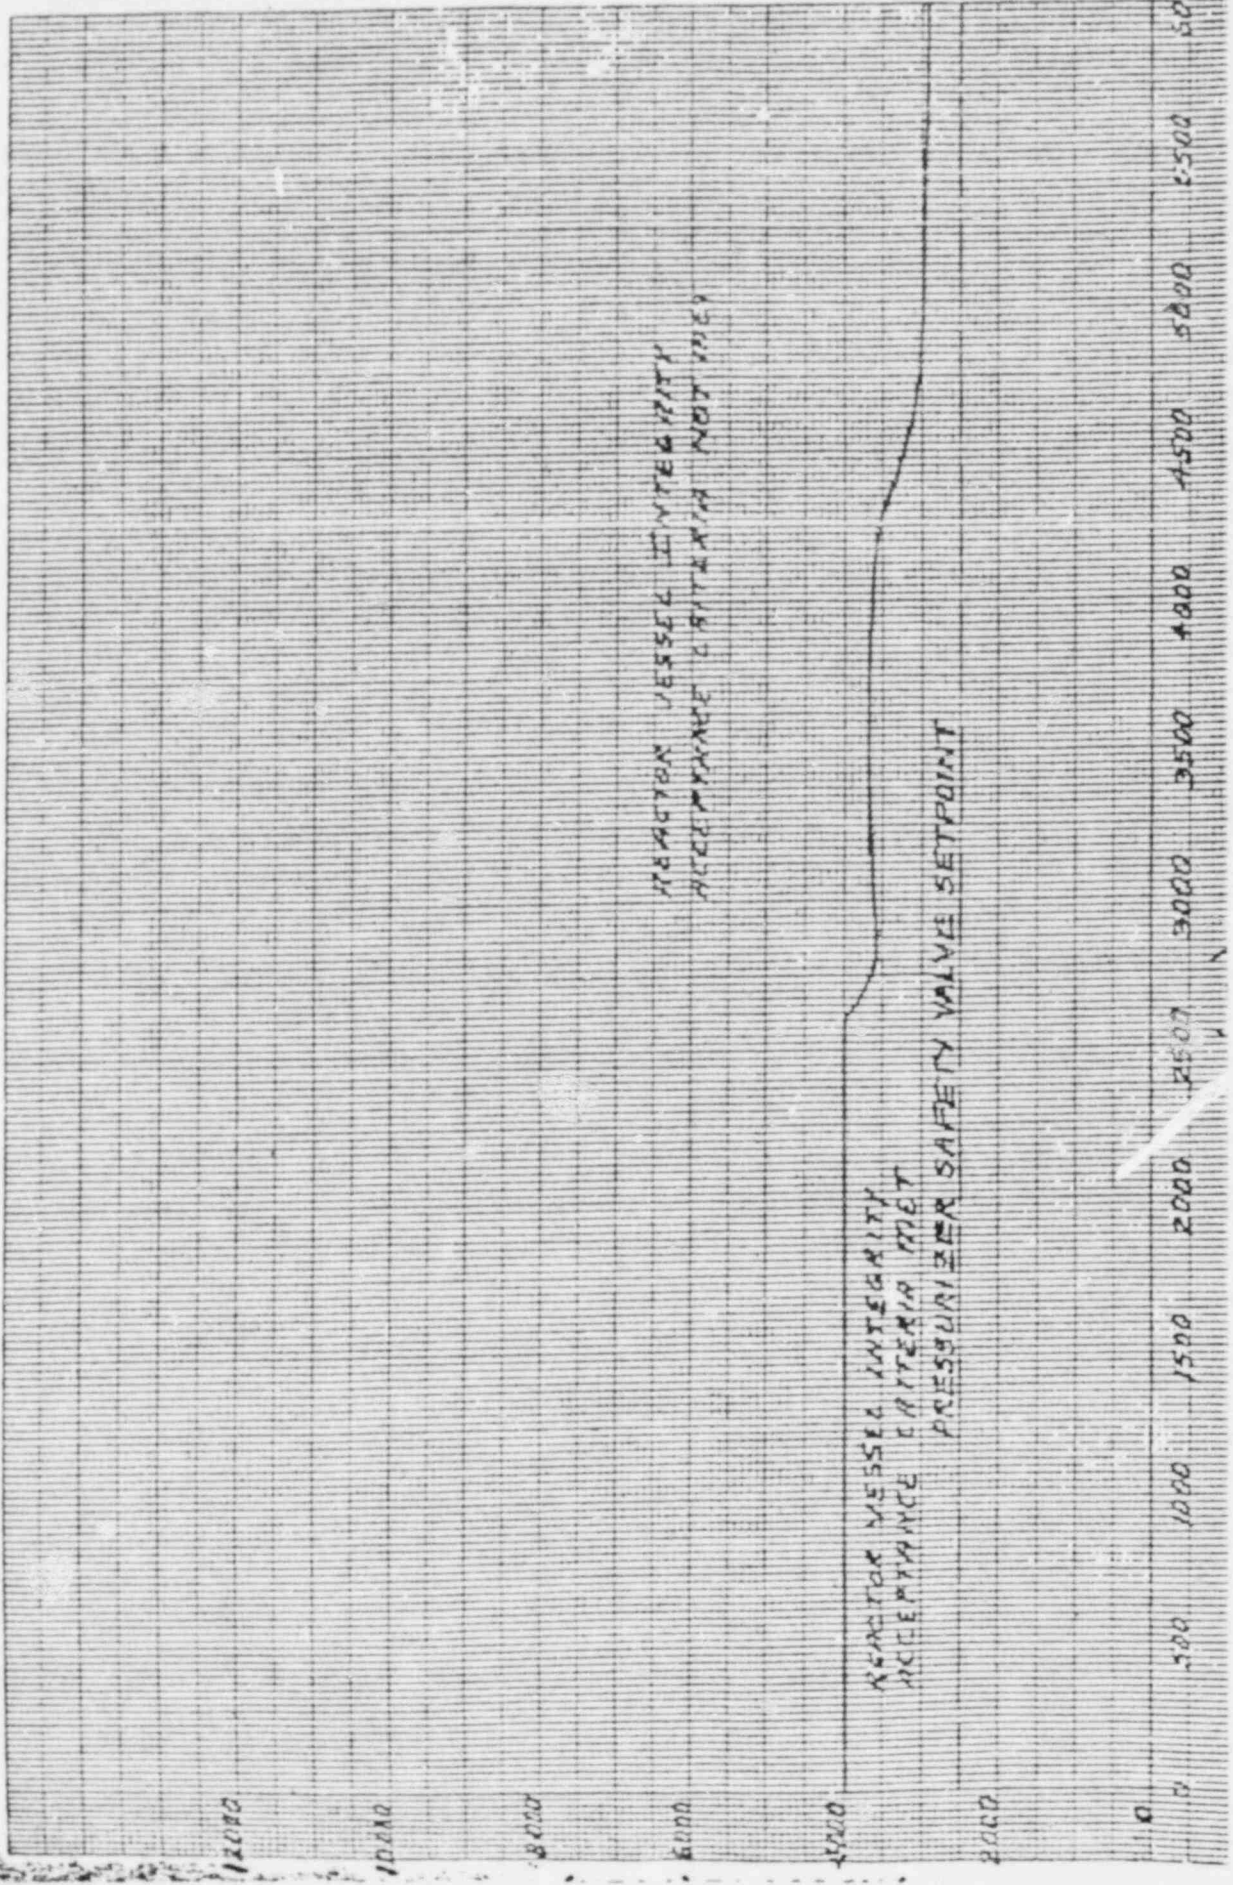 12000
10000
8000
6000
4000
2000
0
REACTOR VESSEL INTEGRITY
ACCEPTANCE CRITERIA NOT MET
REACTOR VESSEL INTEGRITY
ACCEPTANCE CRITERIA MET
PRESSURIZER SAFETY VALVE SETPOINT
0 500 1000 1500 2000 2500 3000 3500 4000 4500 5000 5500